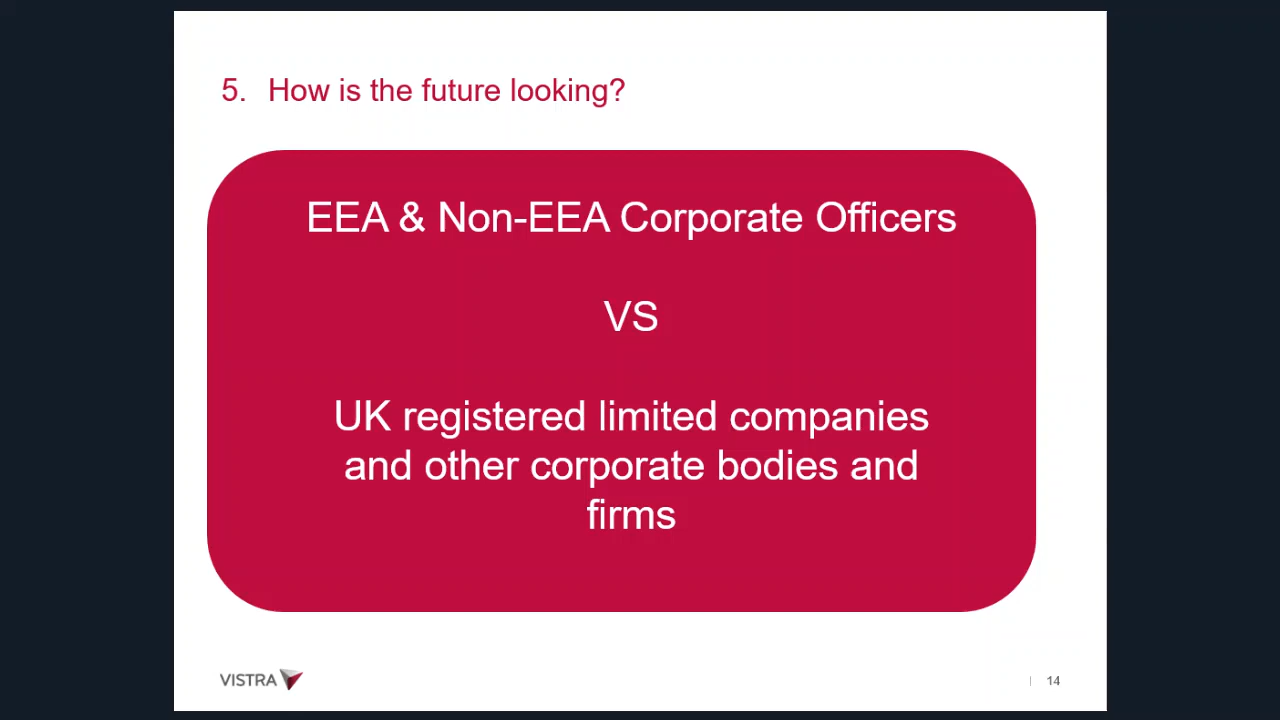 5. How is the future looking?
EEA & Non-EEA Corporate Officers
VS
UK registered limited companies
and other corporate bodies and
firms
VISTRA
14